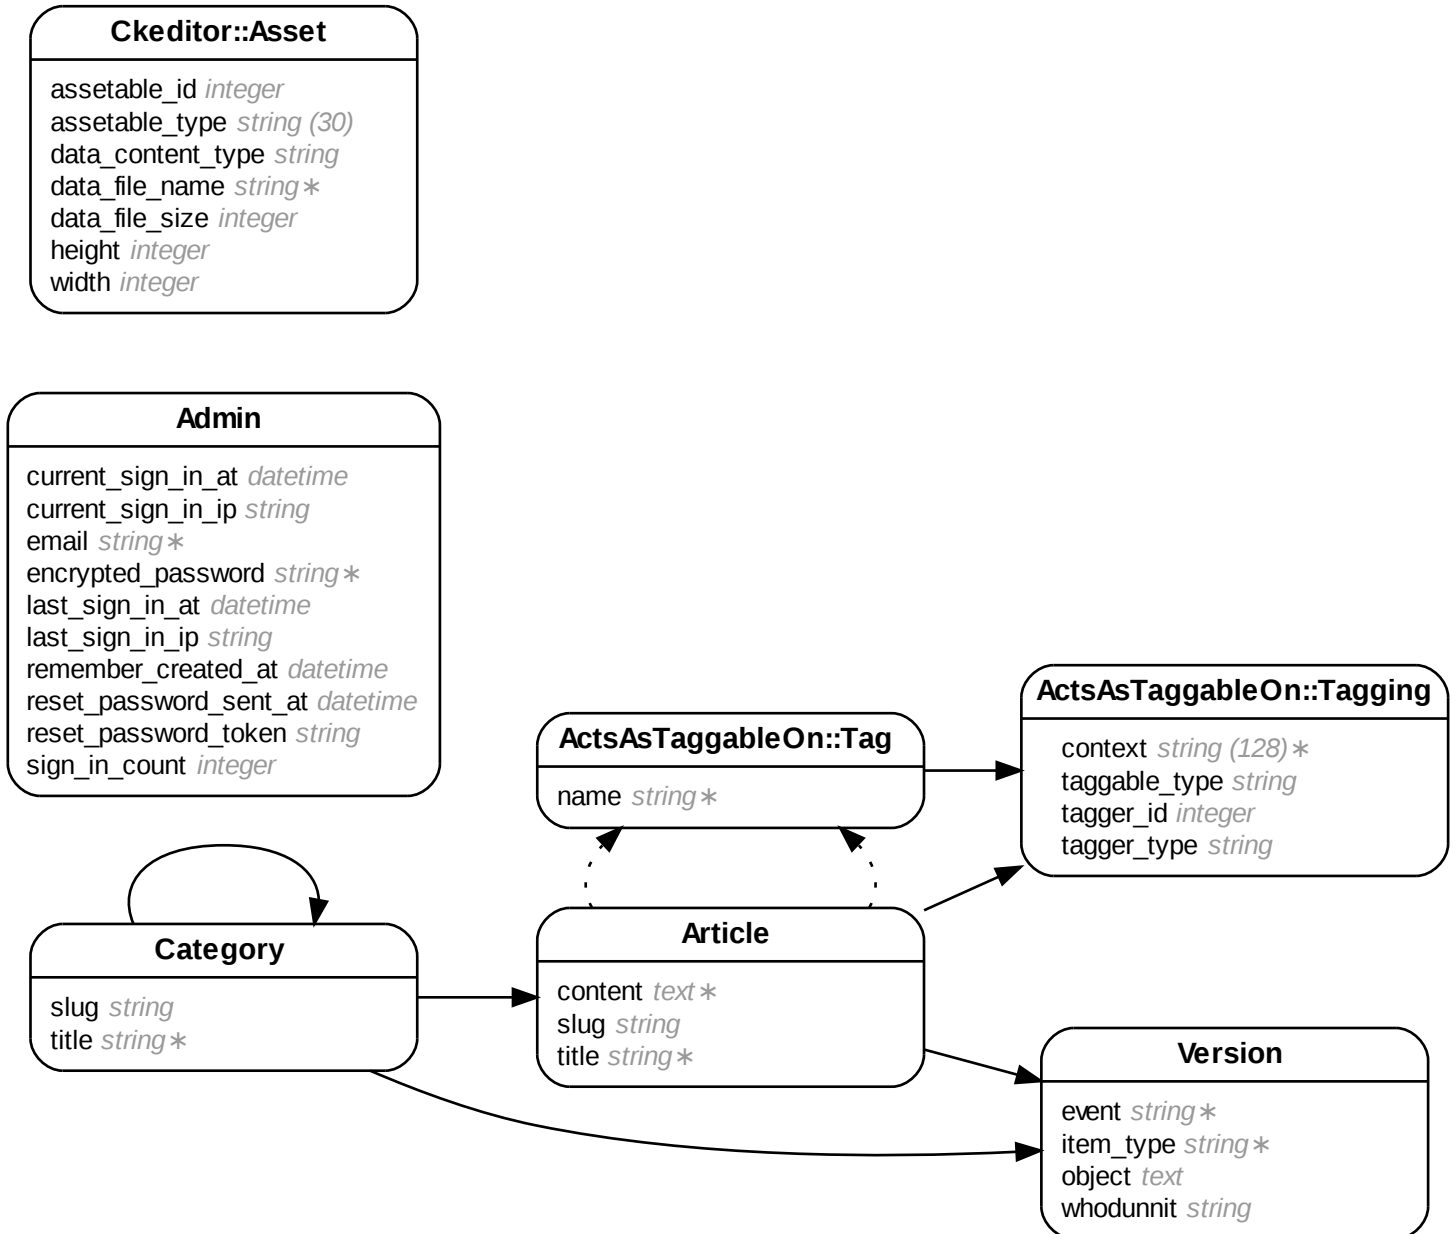 Ckeditor::Asset
assetable_id integer
assetable_type string (30)
data_content_type string
data_file_name string∗
data_file_size integer
height integer
width integer
Admin
current_sign_in_at datetime
current_sign_in_ip string
email string∗
encrypted_password string∗
last_sign_in_at datetime
last_sign_in_ip string
remember_created_at datetime
reset_password_sent_at datetime
reset_password_token string
sign_in_count integer
ActsAsTaggableOn::Tag
name string∗
ActsAsTaggableOn::Tagging
context string (128)∗
taggable_type string
tagger_id integer
tagger_type string
Category
slug string
title string∗
Article
content text∗
slug string
title string∗
Version
event string∗
item_type string∗
object text
whodunnit string